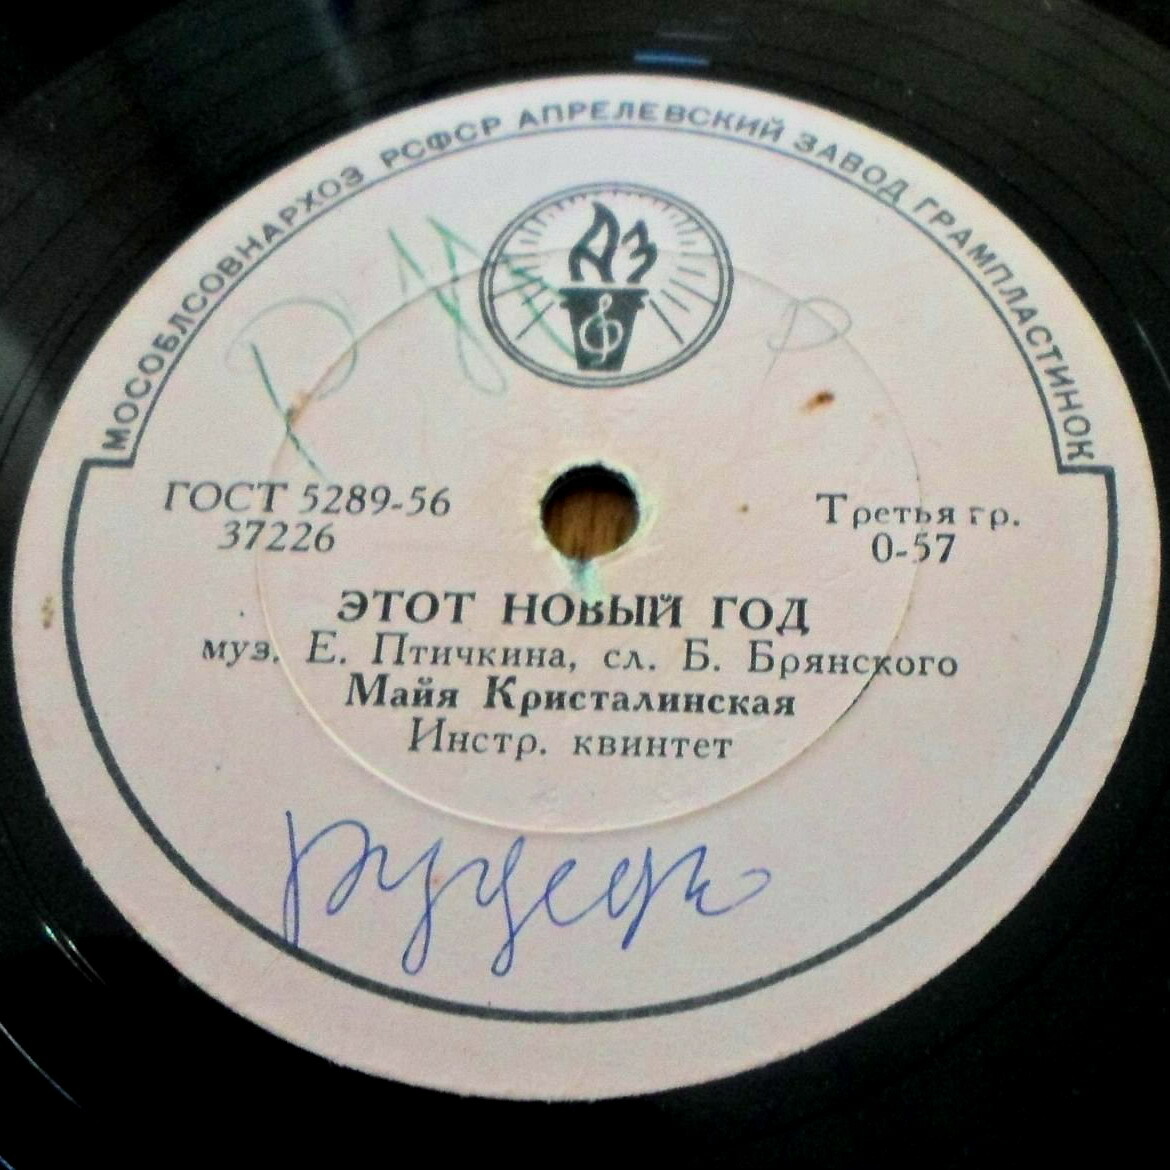 МОСОБЛСОВНАРХОЗ РСФСР АПРЕЛЕВСКИЙ ЗАВОД ГРАМПЛАСТИНОК
АЗ
ГОСТ 5289-56
37226
Третья гр.
0-57
ЭТОТ НОВЫЙ ГОД
муз. Е. Птичкина, сл. Б. Брянского
Майя Кристалинская
Инстр. квинтет